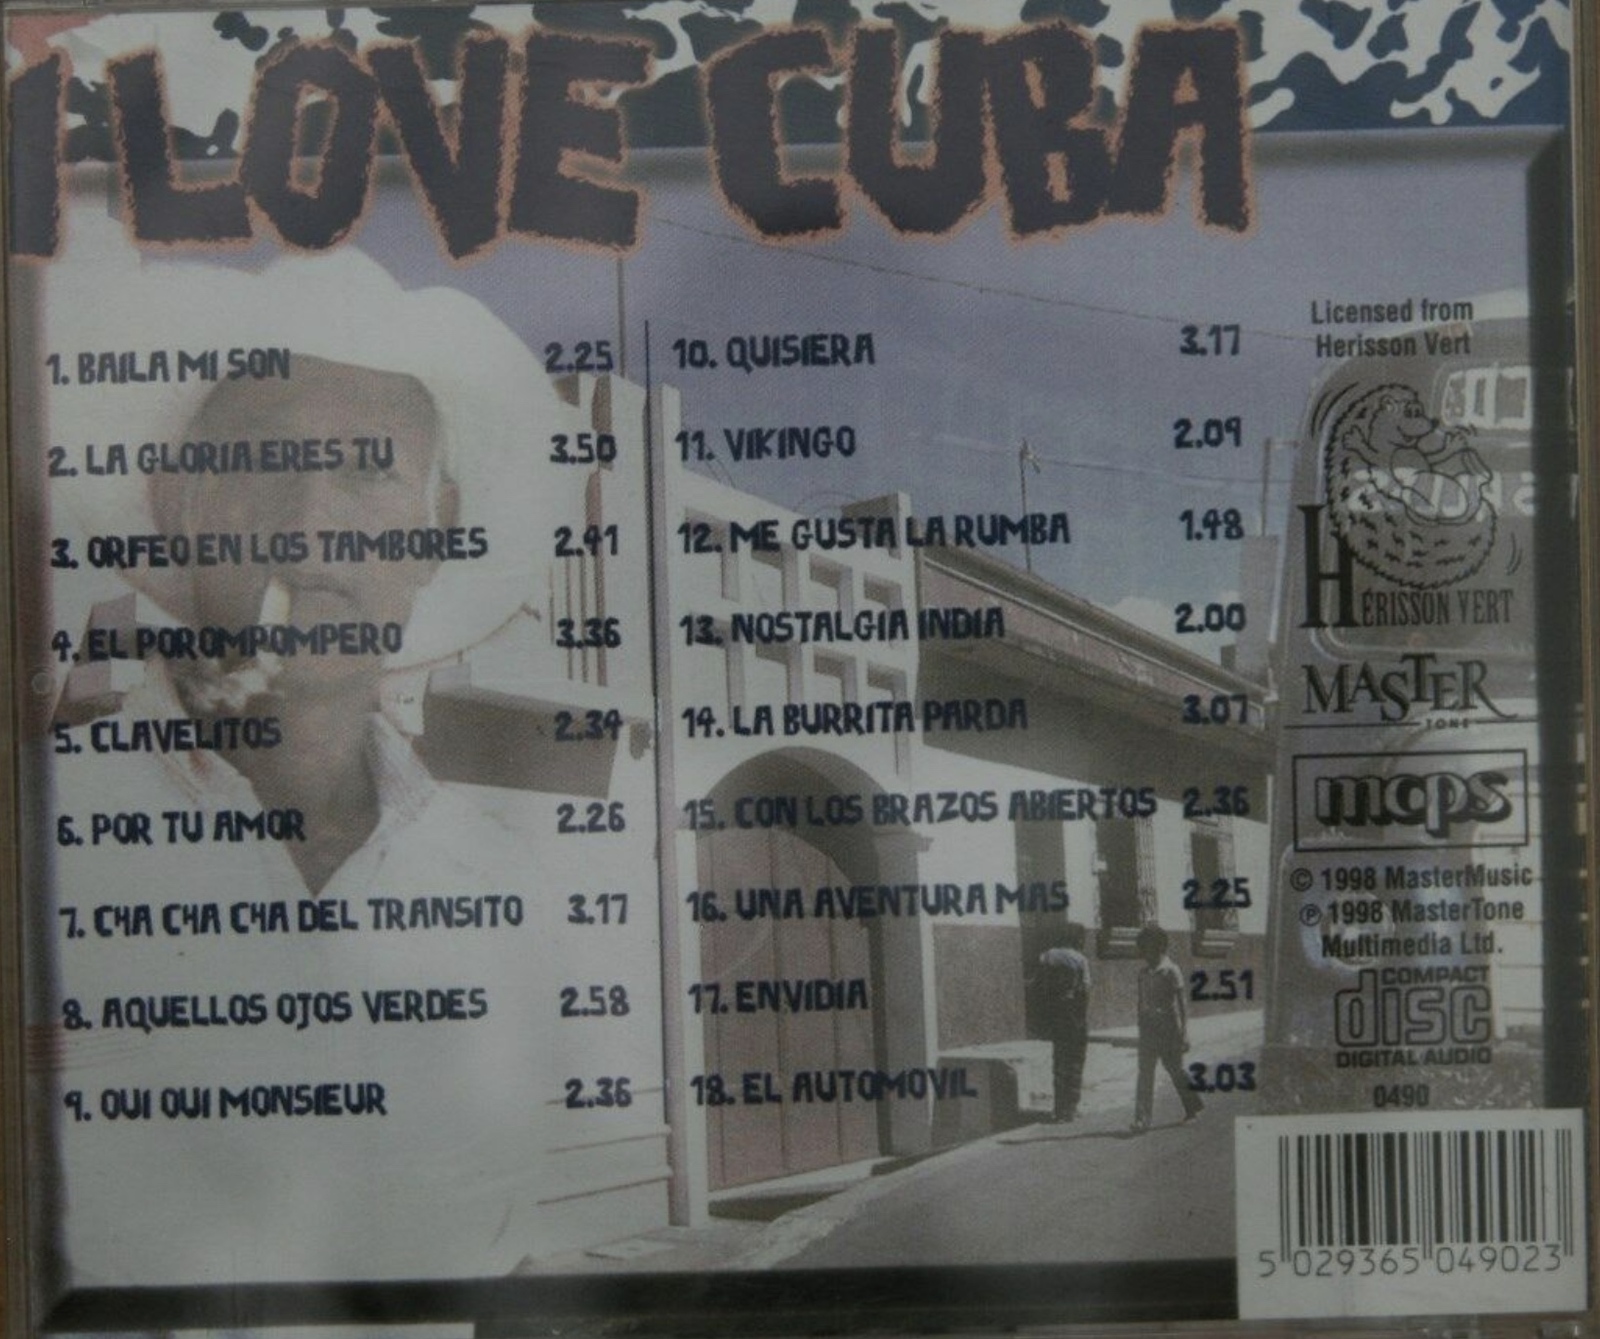 I LOVE CUBA
1. BAILA MI SON 2.25
2. LA GLORIA ERES TU 3.50
3. ORFEO EN LOS TAMBORES 2.41
4. EL POROMPOMPERO 3.36
5. CLAVELITOS 2.34
6. POR TU AMOR 2.26
7. CHA CHA CHA DEL TRANSITO 3.17
8. AQUELLOS OJOS VERDES 2.58
9. OUI OUI MONSIEUR 2.36
10. QUISIERA 3.17
11. VIKINGO 2.09
12. ME GUSTA LA RUMBA 1.48
13. NOSTALGIA INDIA 2.00
14. LA BURRITA PARDA 3.07
15. CON LOS BRAZOS ABIERTOS 2.36
16. UNA AVENTURA MAS 2.25
17. ENVIDIA 2.51
18. EL AUTOMOVIL 3.03
Licensed from
Herisson Vert
HERISSON VERT
MASTER
TONE
mcps
© 1998 MasterMusic
℗ 1998 MasterTone
Multimedia Ltd.
COMPACT
disc
DIGITAL AUDIO
0490
5 029365 049023